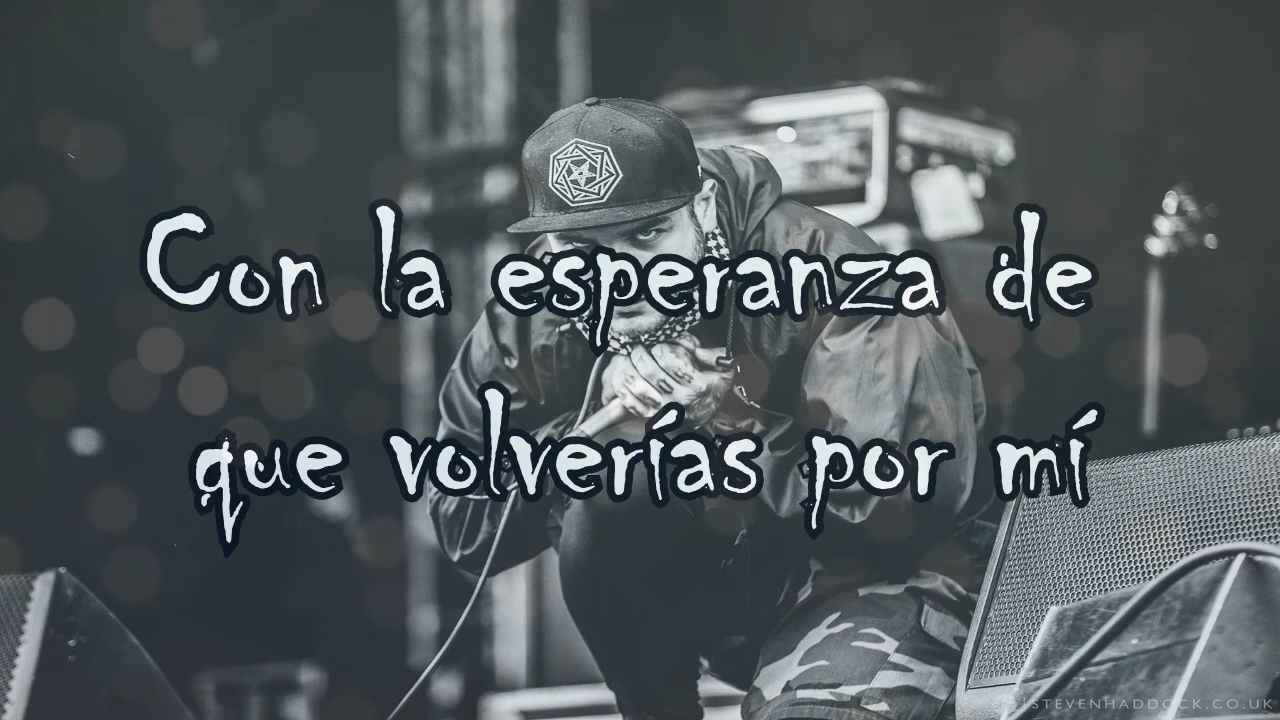 Con la esperanza de
que volverías por mí
STEVENHADDOCK.CO.UK